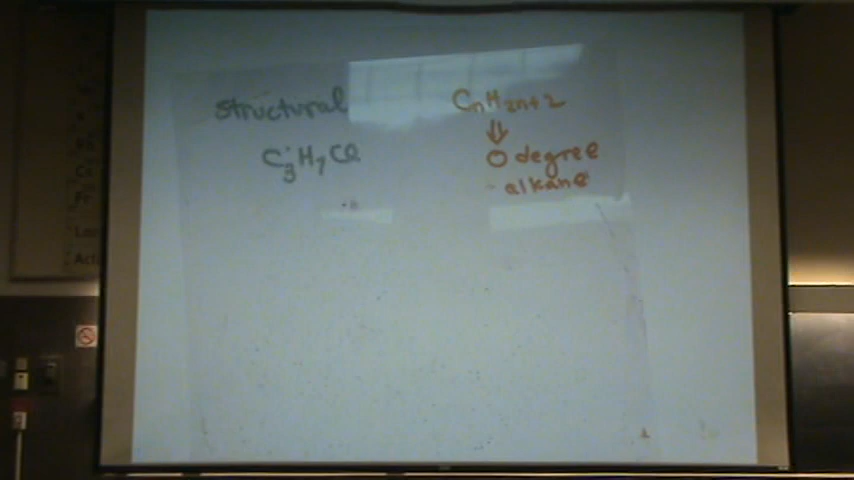 structural
C3H7Cl
CnH2n+2
⇓
0 degree
- alkane